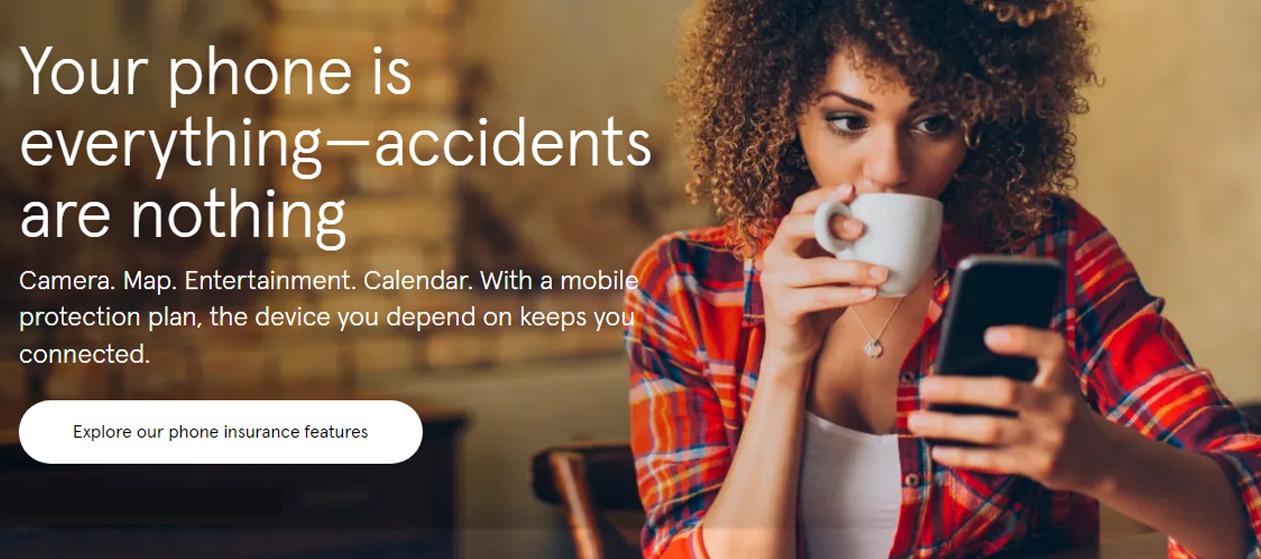 Your phone is
everything—accidents
are nothing
Camera. Map. Entertainment. Calendar. With a mobile
protection plan, the device you depend on keeps you
connected.
Explore our phone insurance features